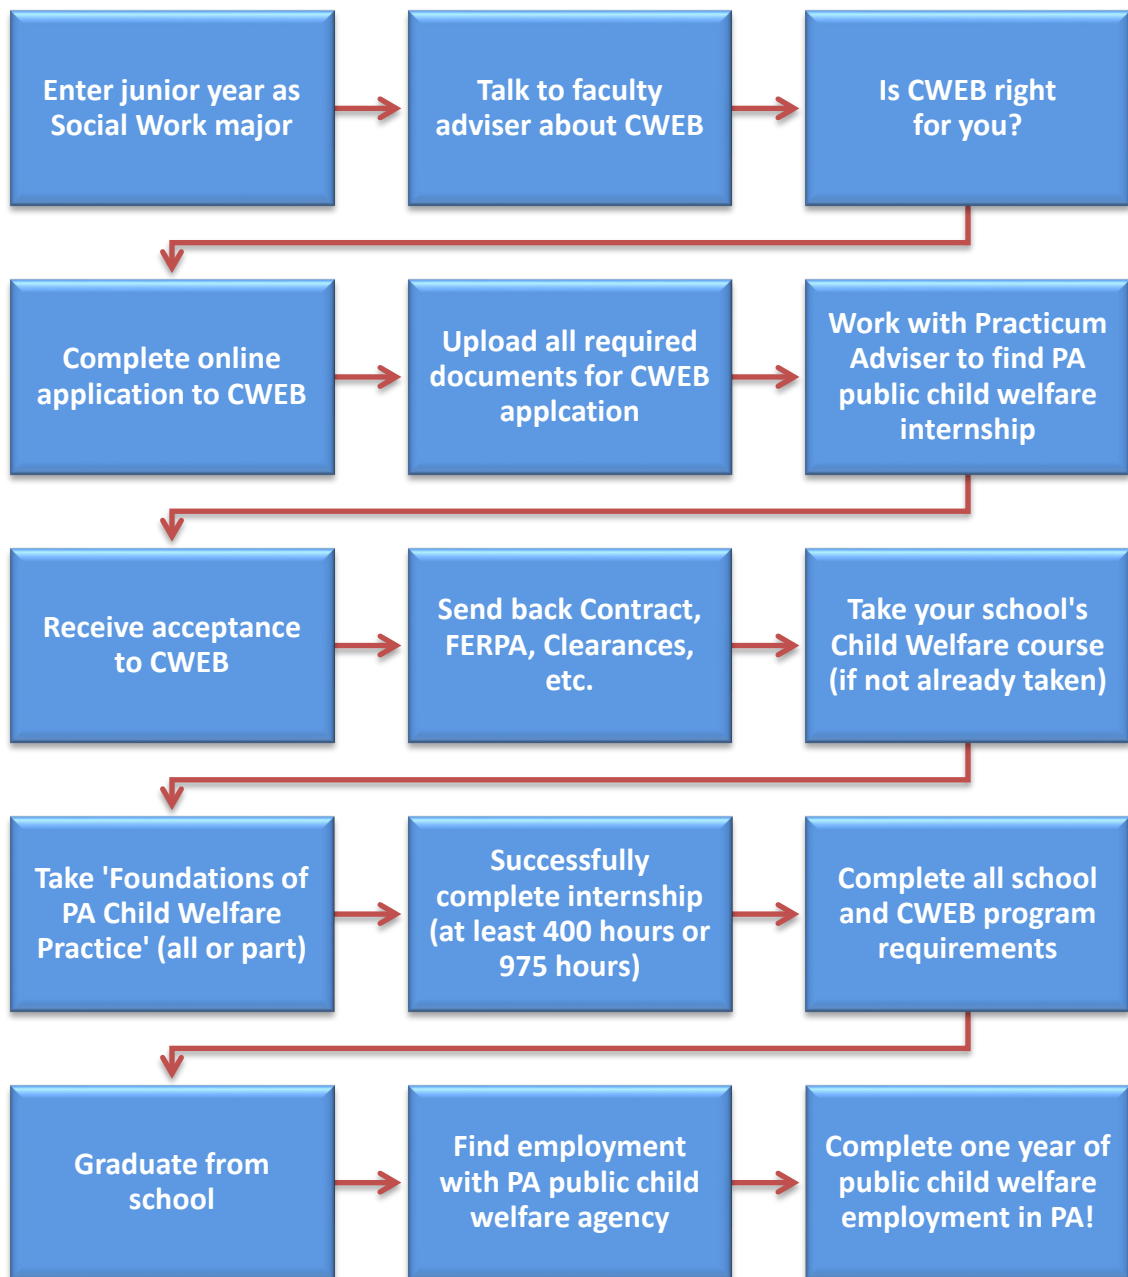 Enter junior year as
Social Work major
Talk to faculty
adviser about CWEB
Is CWEB right
for you?
Complete online
application to CWEB
Upload all required
documents for CWEB
applcation
Work with Practicum
Adviser to find PA
public child welfare
internship
Receive acceptance
to CWEB
Send back Contract,
FERPA, Clearances,
etc.
Take your school's
Child Welfare course
(if not already taken)
Take 'Foundations of
PA Child Welfare
Practice' (all or part)
Successfully
complete internship
(at least 400 hours or
975 hours)
Complete all school
and CWEB program
requirements
Graduate from
school
Find employment
with PA public child
welfare agency
Complete one year of
public child welfare
employment in PA!